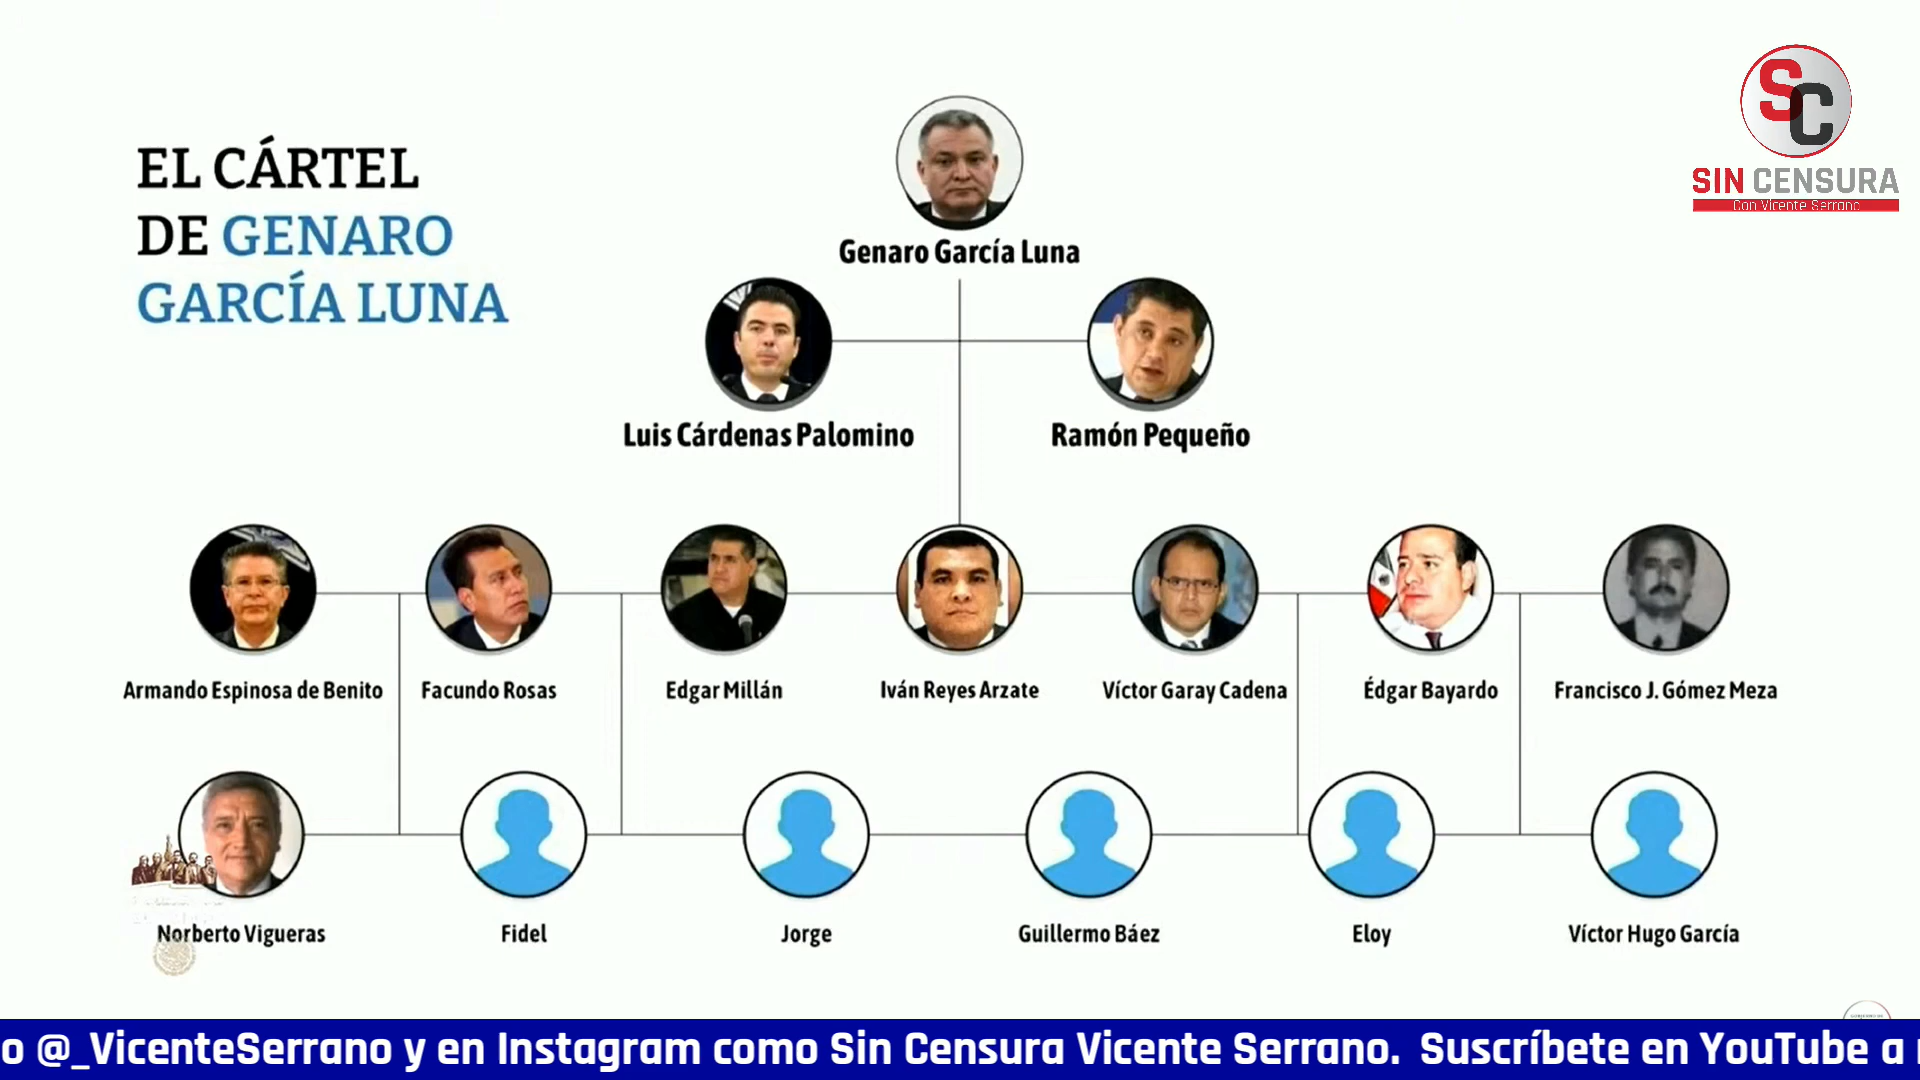 EL CÁRTEL
DE GENARO
GARCÍA LUNA
SC
SIN CENSURA
Con Vicente Serrano
Genaro García Luna
Luis Cárdenas Palomino
Ramón Pequeño
Armando Espinosa de Benito
Facundo Rosas
Edgar Millán
Iván Reyes Arzate
Víctor Garay Cadena
Édgar Bayardo
Francisco J. Gómez Meza
Norberto Vigueras
Fidel
Jorge
Guillermo Báez
Eloy
Víctor Hugo García
o @_VicenteSerrano y en Instagram como Sin Censura Vicente Serrano. Suscríbete en YouTube a